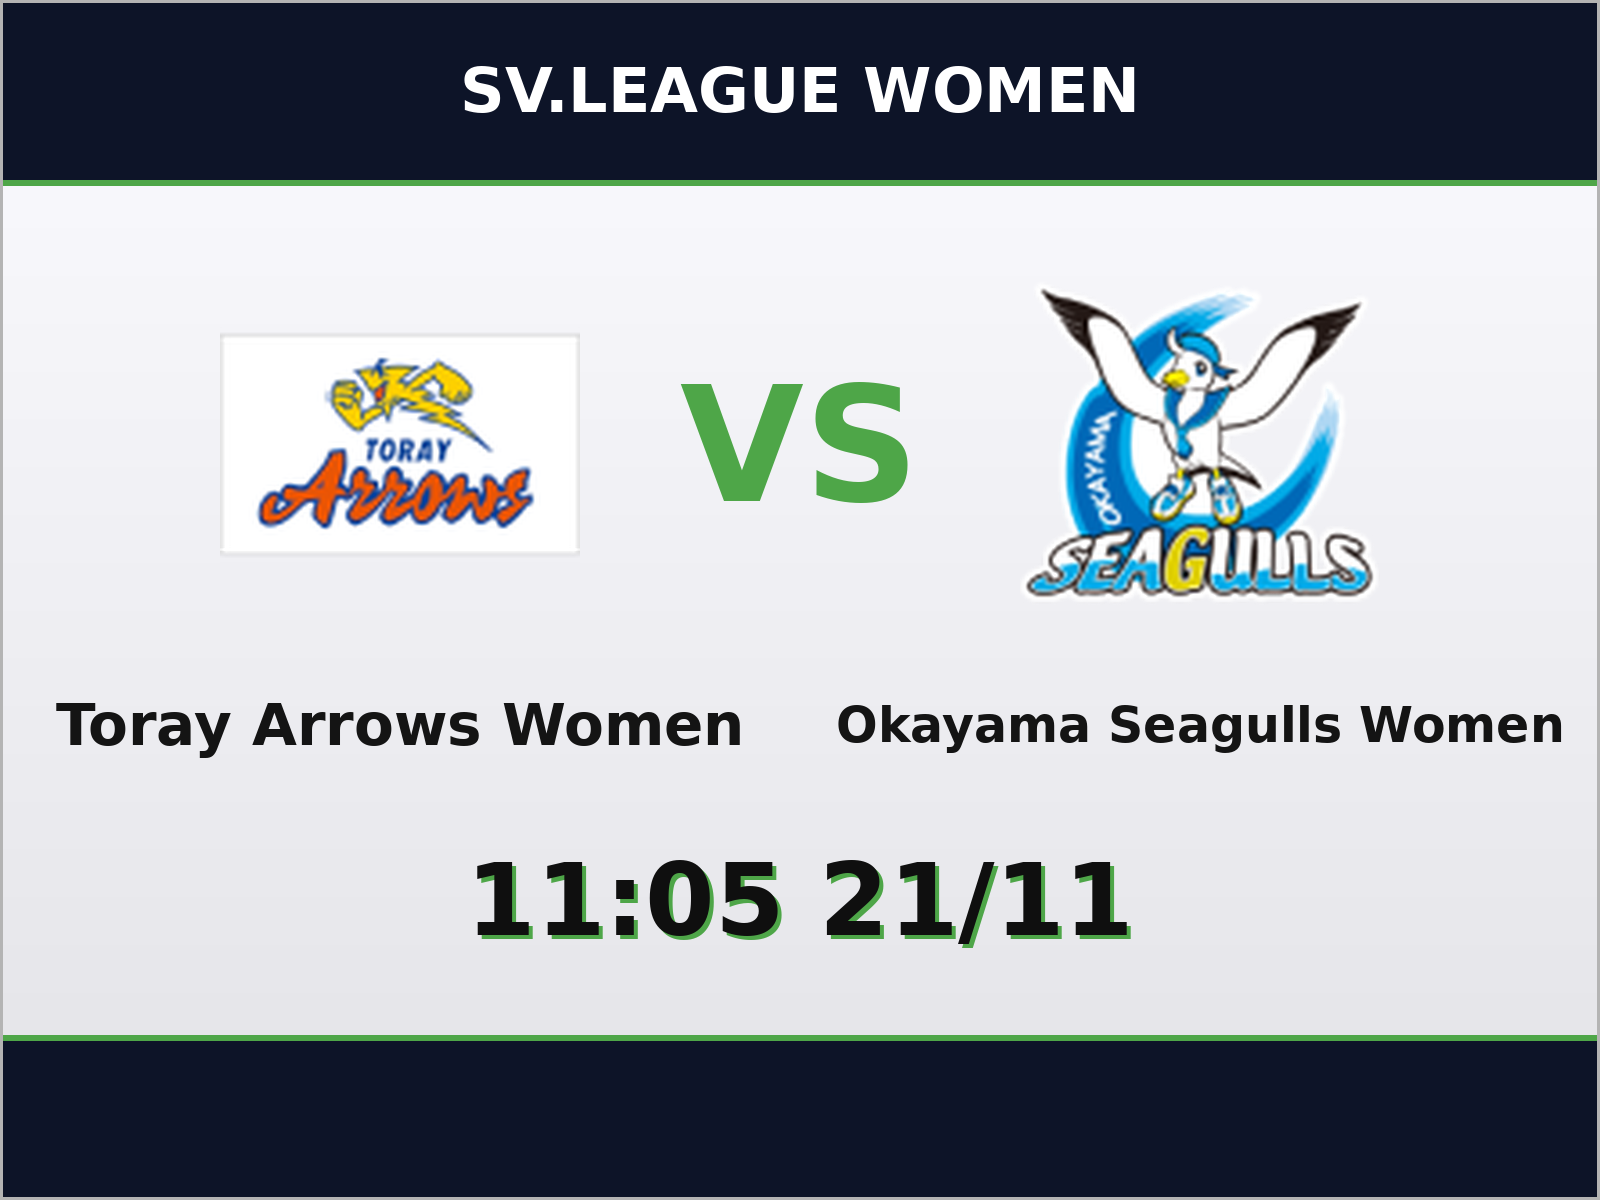 SV.LEAGUE WOMEN
TORAY
Arrows
VS
OKAYAMA
SEAGULLS
Toray Arrows Women
Okayama Seagulls Women
11:05 21/11